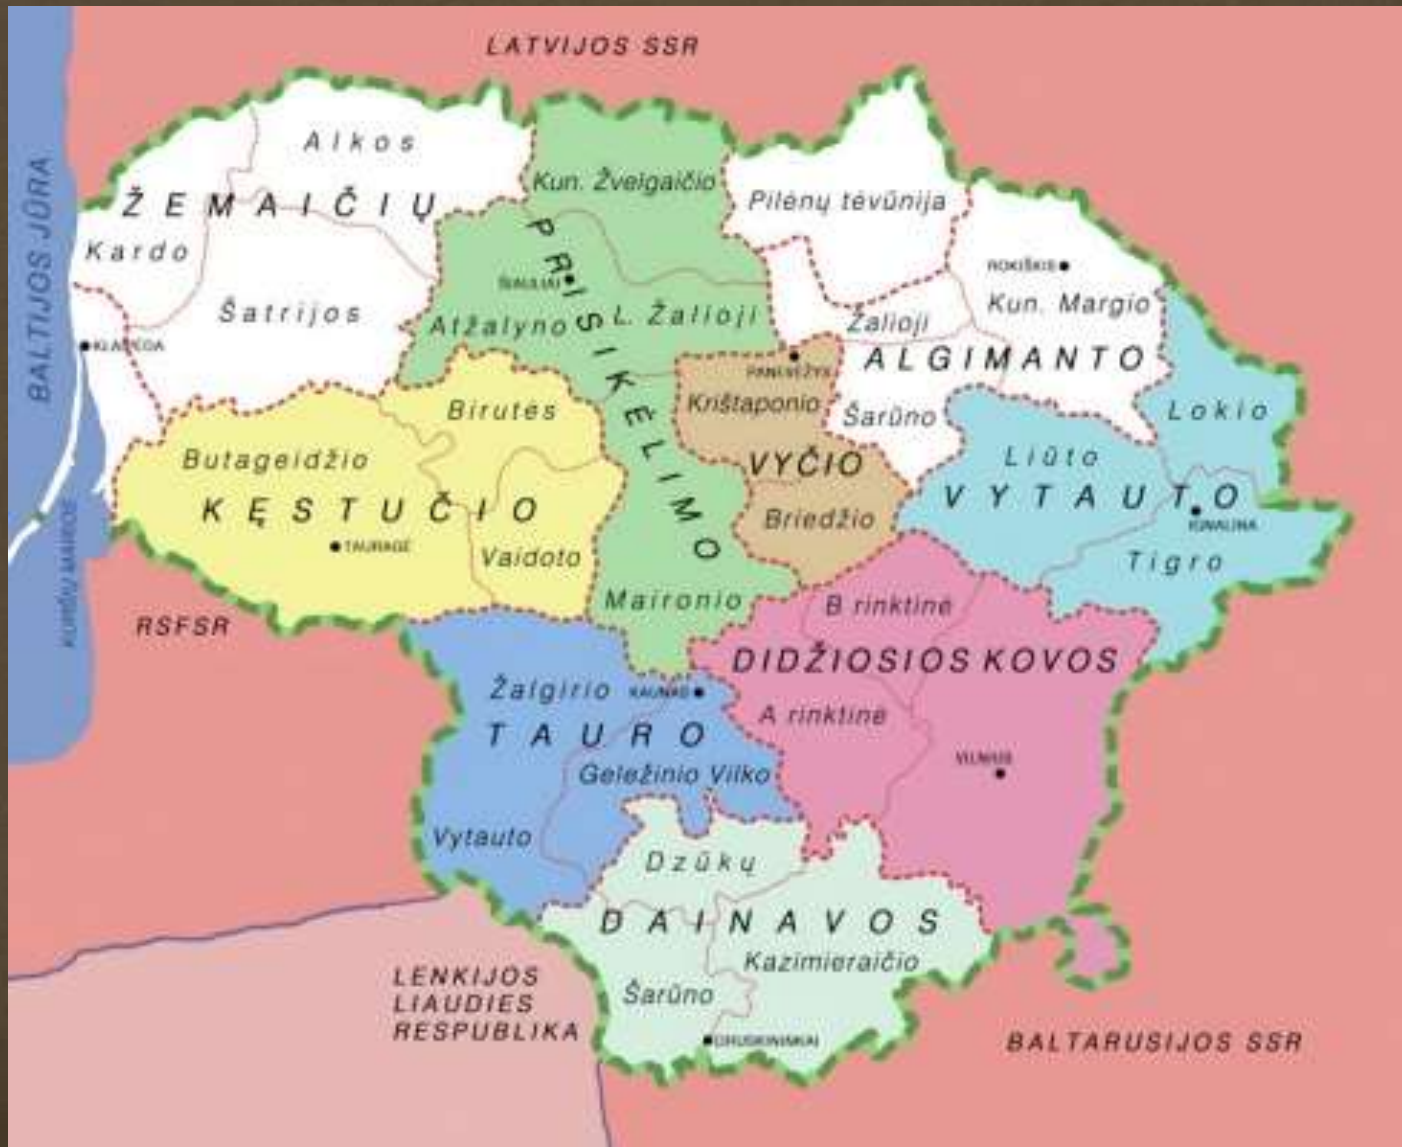 LATVIJOS SSR
Alkos
Kun. Žvelgaičio
Pilėnų tėvūnija
ŽEMAIČIŲ
Kardo
BALTIJOS JŪRA
PRISIKĖLIMO
ROKIŠKIS
ŠIAULIAI
Kun. Margio
Šatrijos
Atžalyno
L. Žalioji
Žalioji
KLAIPĖDA
ALGIMANTO
PANEVĖŽYS
Birutės
Krištaponio
Šarūno
Lokio
Butageidžio
VYČIO
Liūto
VYTAUTO
KĘSTUČIO
Briedžio
IGNALINA
TAURAGĖ
Vaidoto
Tigro
KURŠIŲ MARIOS
Maironio
B rinktinė
RSFSR
DIDŽIOSIOS KOVOS
Žalgirio
KAUNAS
A rinktinė
TAURO
VILNIUS
Geležinio Vilko
Vytauto
Dzūkų
DAINAVOS
Kazimieraičio
LENKIJOS
LIAUDIES
RESPUBLIKA
Šarūno
DRUSKININKAI
BALTARUSIJOS SSR